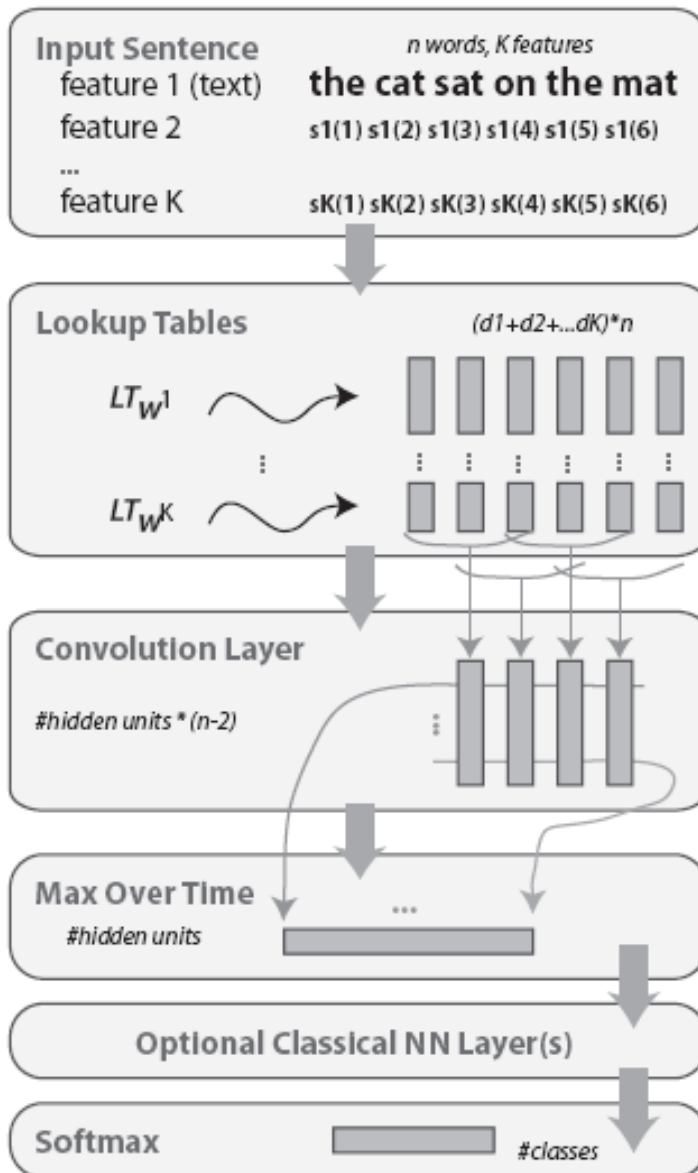 Input Sentence
n words, K features
feature 1 (text) the cat sat on the mat
feature 2 s1(1) s1(2) s1(3) s1(4) s1(5) s1(6)
...
feature K sK(1) sK(2) sK(3) sK(4) sK(5) sK(6)
Lookup Tables
(d1+d2+...dK)*n
LTw1
LTwK
Convolution Layer
#hidden units * (n-2)
Max Over Time
...
#hidden units
Optional Classical NN Layer(s)
Softmax
#classes